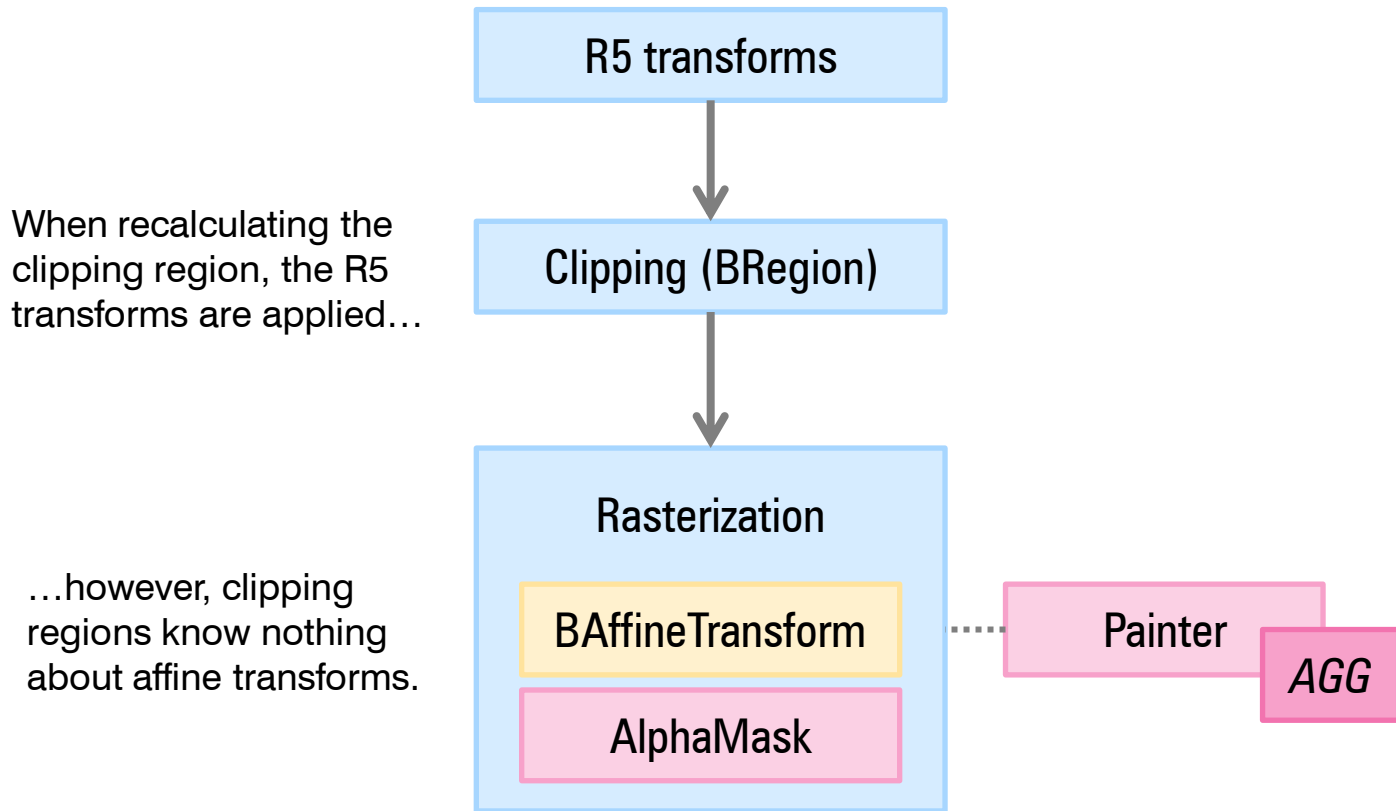 R5 transforms
When recalculating the
clipping region, the R5
transforms are applied…
Clipping (BRegion)
Rasterization
…however, clipping
regions know nothing
about affine transforms.
BAffineTransform
Painter
AGG
AlphaMask